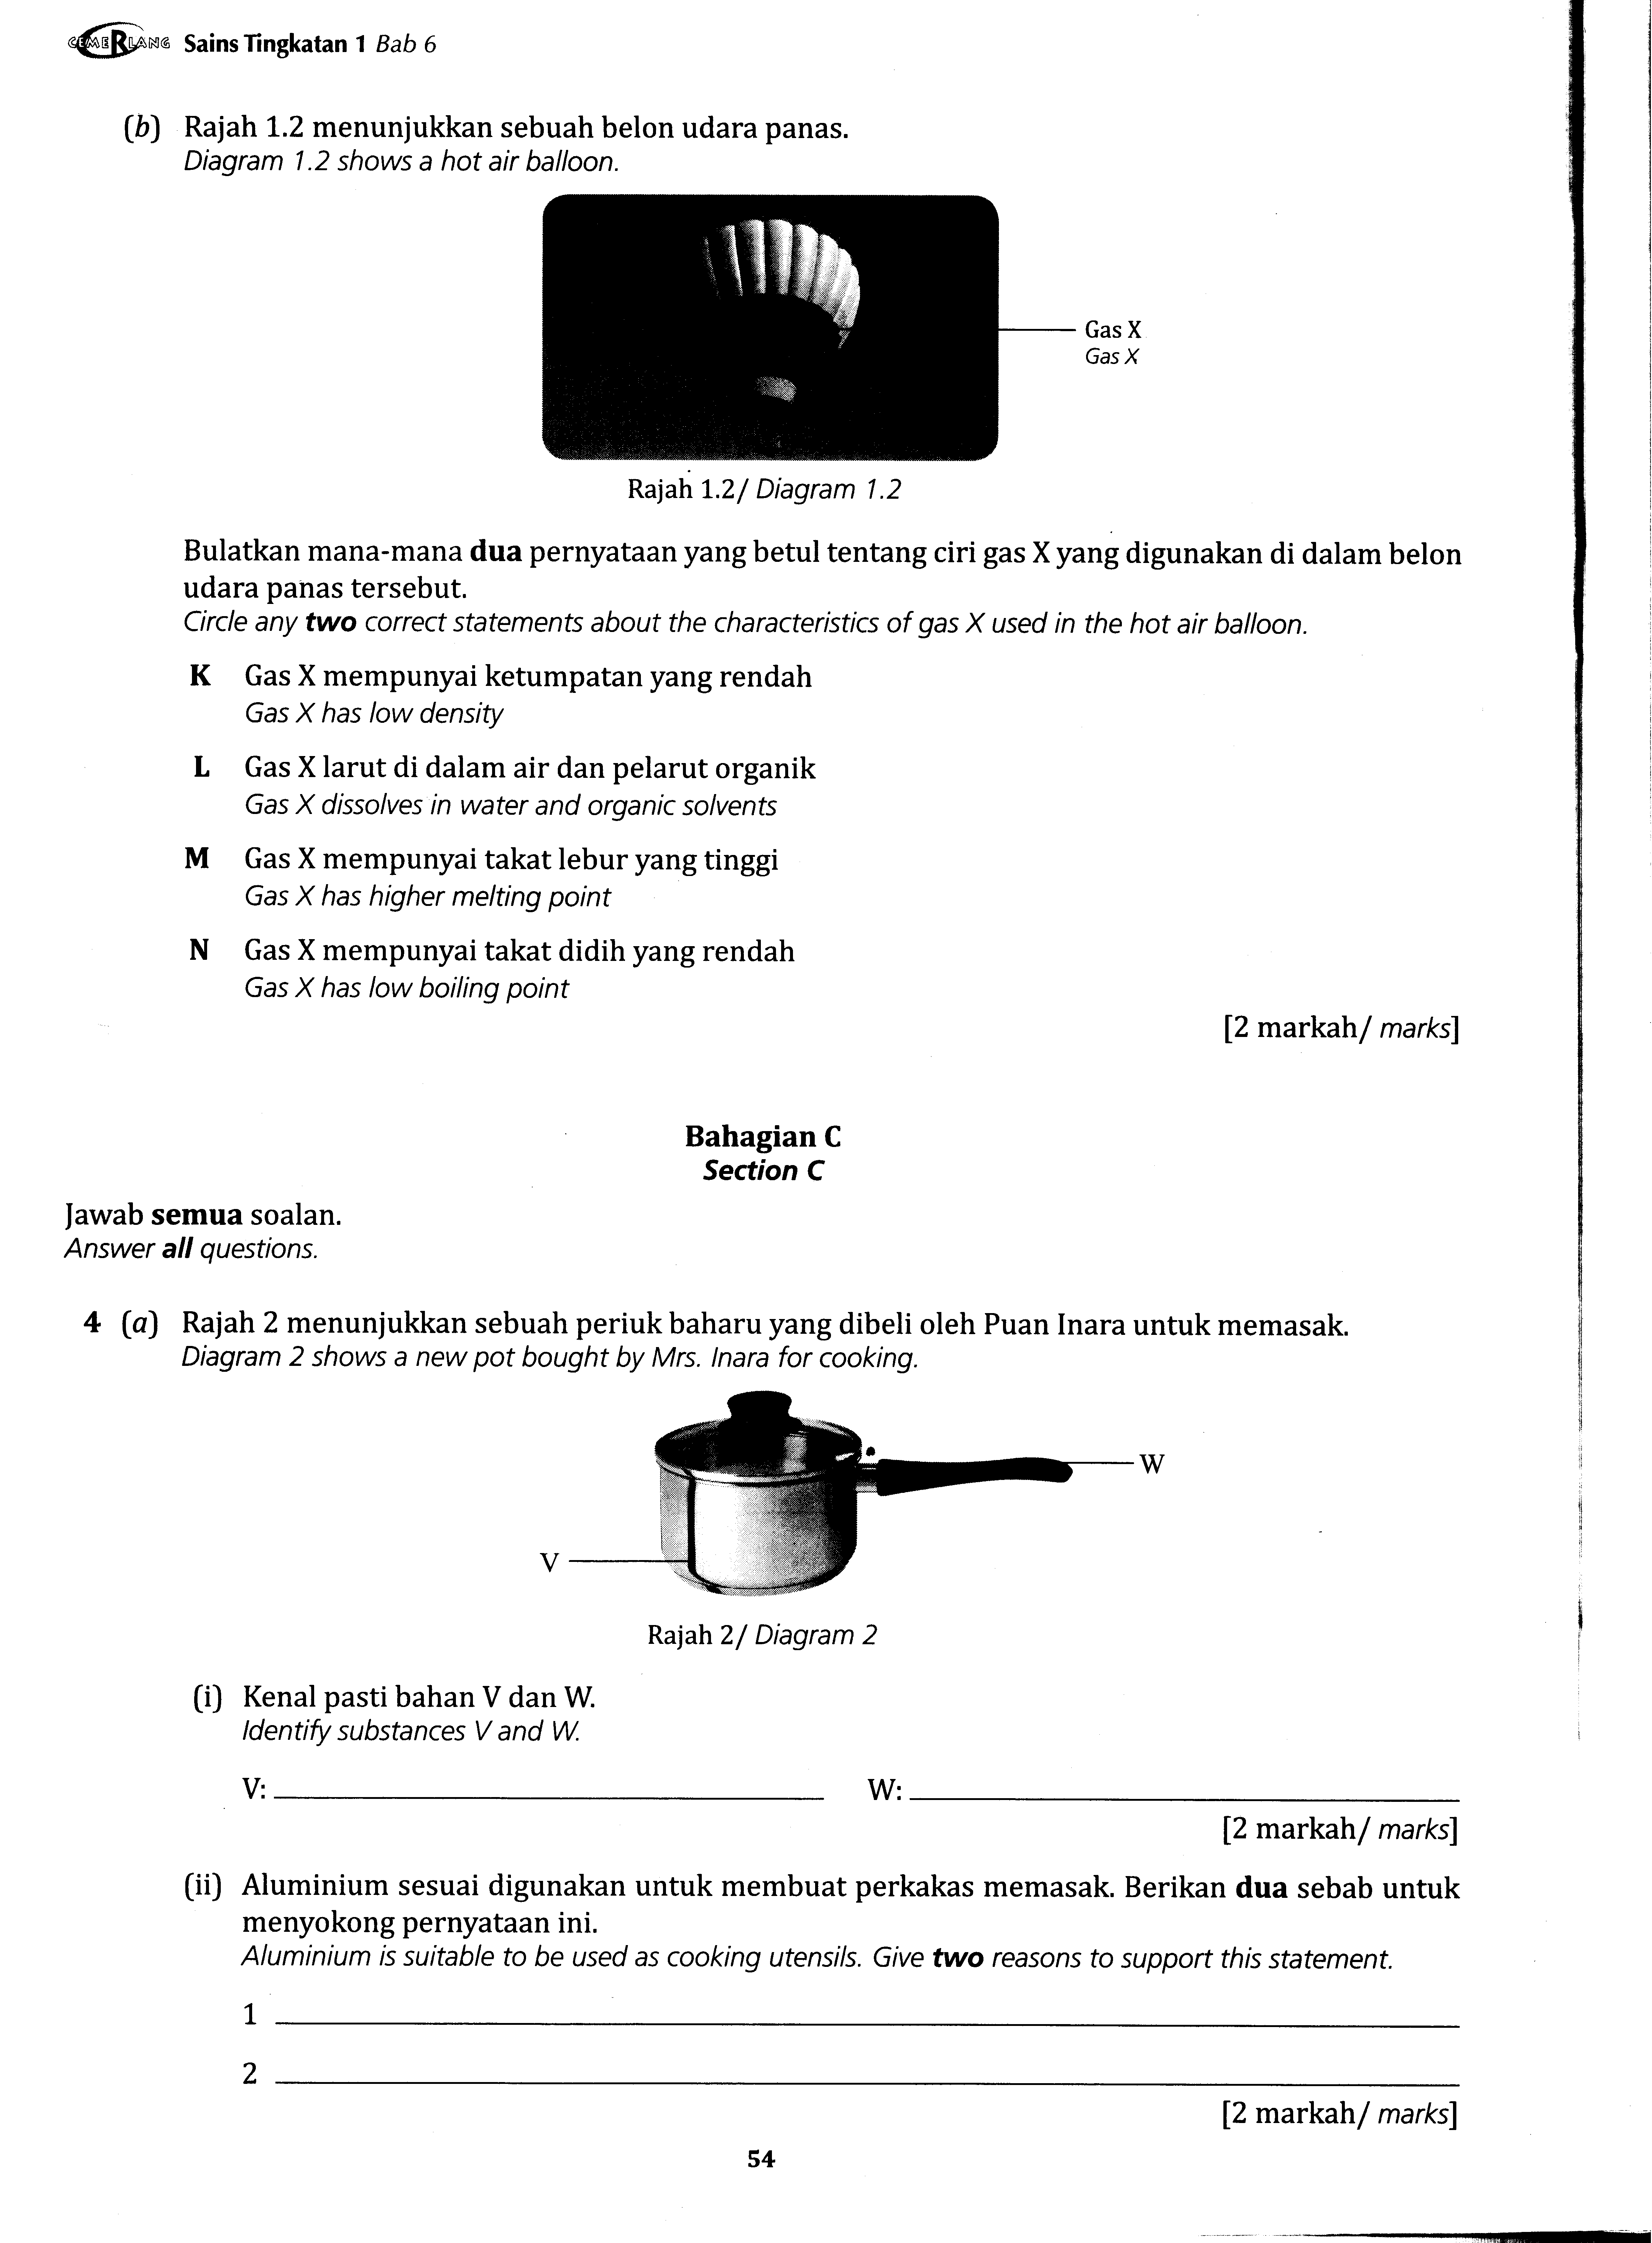 CEMERLANG Sains Tingkatan 1 Bab 6
(b) Rajah 1.2 menunjukkan sebuah belon udara panas.
Diagram 1.2 shows a hot air balloon.
Gas X
Gas X
Rajah 1.2/ Diagram 1.2
Bulatkan mana-mana dua pernyataan yang betul tentang ciri gas X yang digunakan di dalam belon
udara panas tersebut.
Circle any two correct statements about the characteristics of gas X used in the hot air balloon.
K Gas X mempunyai ketumpatan yang rendah
Gas X has low density
L Gas X larut di dalam air dan pelarut organik
Gas X dissolves in water and organic solvents
M Gas X mempunyai takat lebur yang tinggi
Gas X has higher melting point
N Gas X mempunyai takat didih yang rendah
Gas X has low boiling point
[2 markah/ marks]
Bahagian C
Section C
Jawab semua soalan.
Answer all questions.
4 (a) Rajah 2 menunjukkan sebuah periuk baharu yang dibeli oleh Puan Inara untuk memasak.
Diagram 2 shows a new pot bought by Mrs. Inara for cooking.
W
V
Rajah 2/ Diagram 2
(i) Kenal pasti bahan V dan W.
Identify substances V and W.
V: W:
[2 markah/ marks]
(ii) Aluminium sesuai digunakan untuk membuat perkakas memasak. Berikan dua sebab untuk
menyokong pernyataan ini.
Aluminium is suitable to be used as cooking utensils. Give two reasons to support this statement.
1
2
[2 markah/ marks]
54